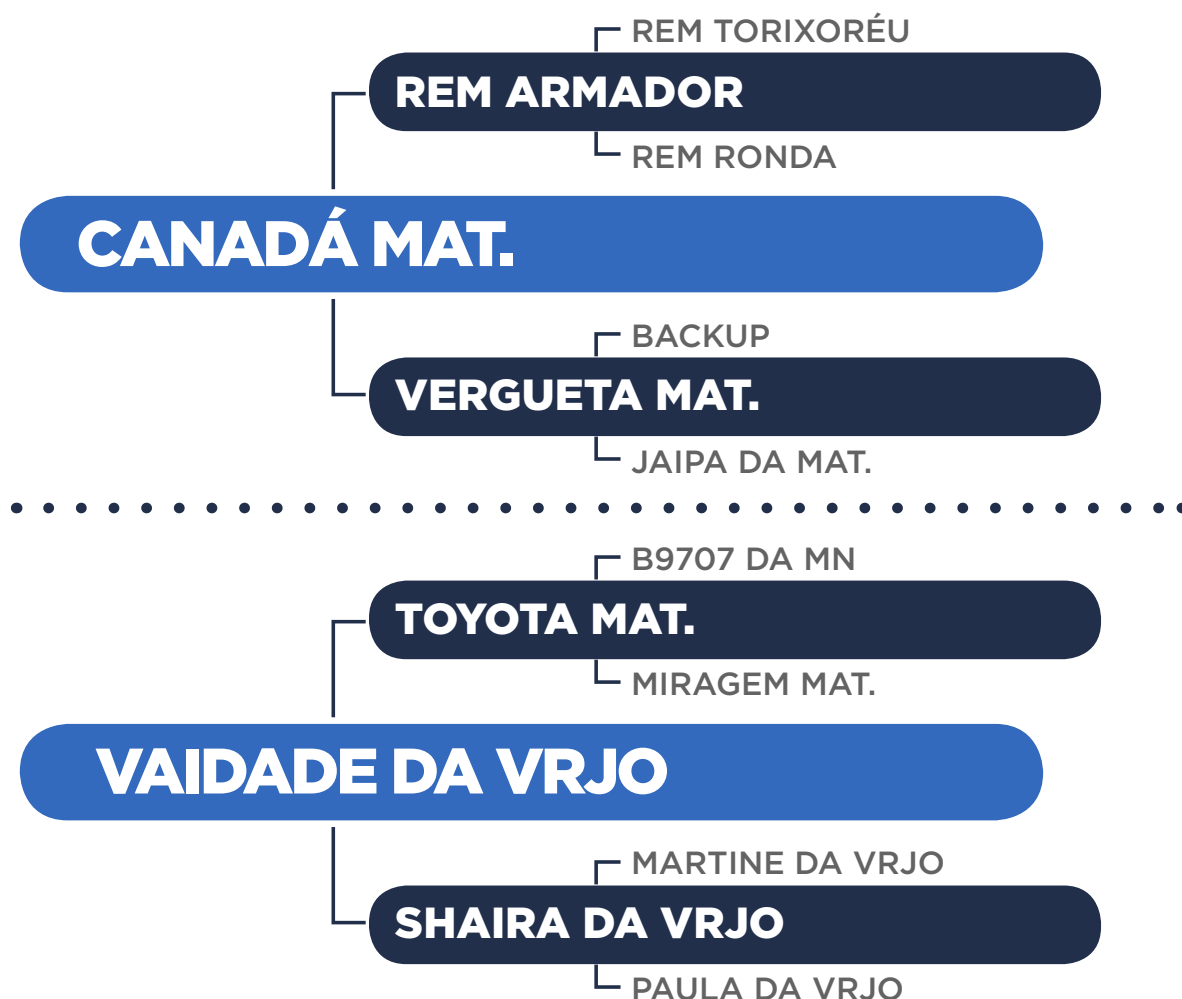 REM TORIXORÉU
REM ARMADOR
REM RONDA
CANADÁ MAT.
BACKUP
VERGUETA MAT.
JAIPA DA MAT.
B9707 DA MN
TOYOTA MAT.
MIRAGEM MAT.
VAIDADE DA VRJO
MARTINE DA VRJO
SHAIRA DA VRJO
PAULA DA VRJO